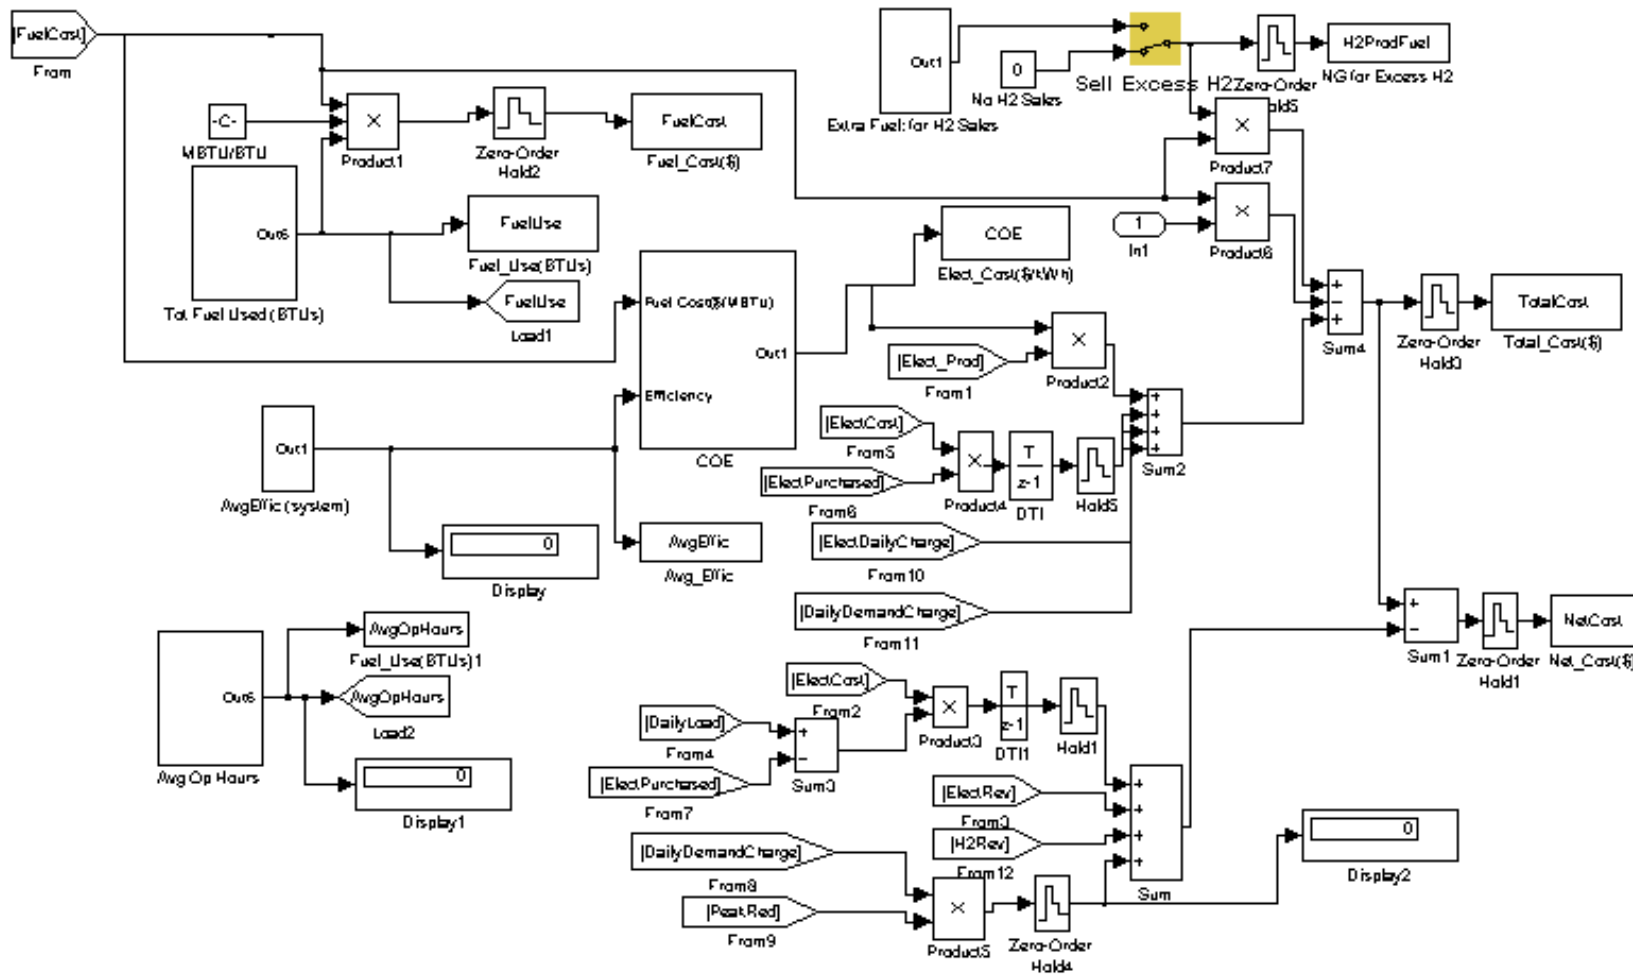 [FuelCost]
From
-C-
MBTU/BTU
Product1
Zero-Order
Hold2
FuelCost
Fuel_Cost($)
Out6
Tot Fuel Used (BTUs)
FuelUse
Fuel_Use(BTUs)
FuelUse
Load1
Out1
Extra Fuel: for H2 Sales
0
No H2 Sales
Sell Excess H2
Zero-Order
H2ProdFuel
NG for Excess H2
Product7
1
In1
Product6
COE
Elect_Cost($/kWh)
Fuel Cost($/MBTU)
Out1
Efficiency
COE
[Elect_Prod]
From1
Product2
+
-
+
Sum4
Zero-Order
Hold3
TotalCost
Total_Cost($)
[ElectCost]
From5
[ElectPurchased]
From6
Product4
T
z-1
DTI
Hold5
+
+
+
+
Sum2
Out1
AvgEffic (system)
0
Display
AvgEffic
Avg_Effic
[ElectDailyCharge]
From10
[DailyDemandCharge]
From11
Out6
Avg Op Hours
AvgOpHours
Fuel_Use(BTUs)1
AvgOpHours
Load2
0
Display1
+
-
Sum1
Zero-Order
Hold1
NetCost
Net_Cost($)
[ElectCost]
From2
[DailyLoad]
From4
[ElectPurchased]
From7
+
-
Sum3
Product3
T
z-1
DTI1
Hold1
[ElectRev]
From3
[H2Rev]
From12
+
+
+
+
Sum
[DailyDemandCharge]
From8
[PeakRed]
From9
Product5
Zero-Order
Hold4
0
Display2